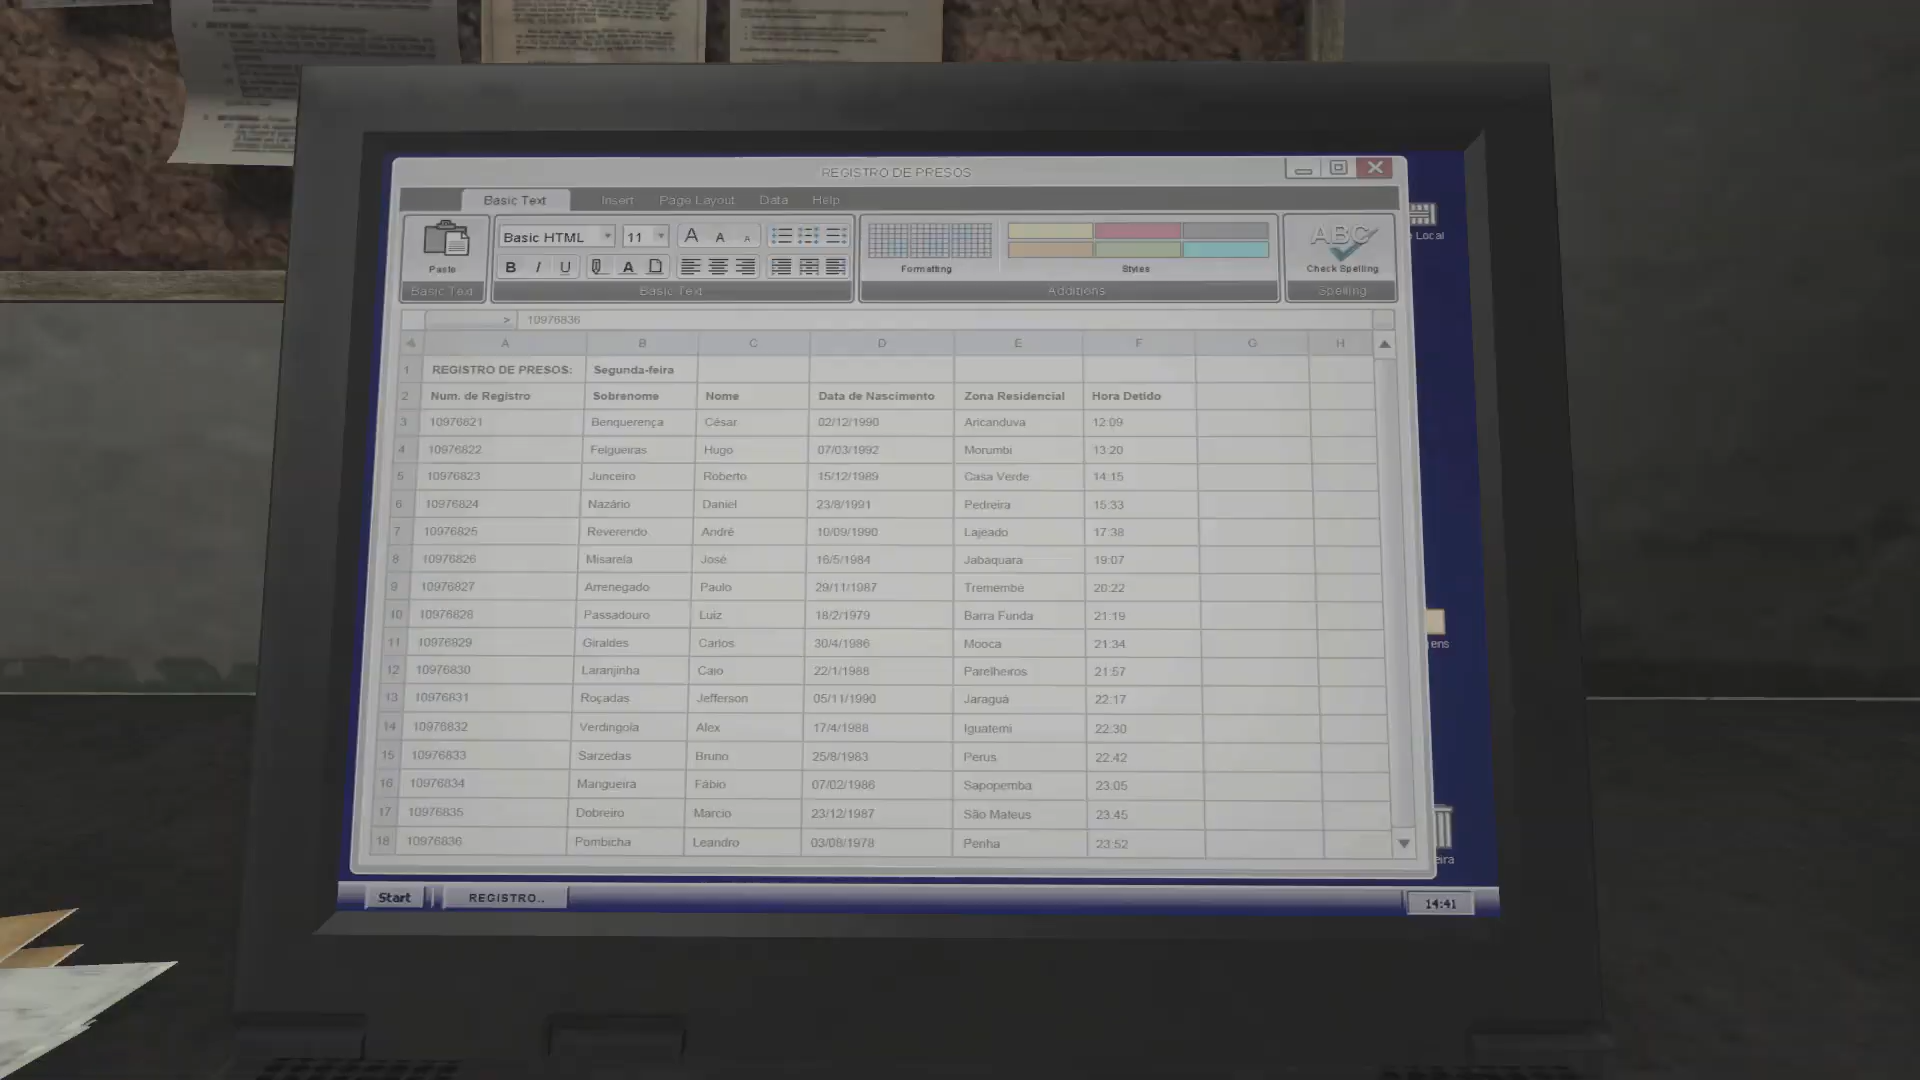 REGISTRO DE PRESOS
Basic Text Insert Page Layout Data Help
Basic HTML 11 A A A
B I U A
Paste
Formatting
Styles
ABC
Check Spelling
Basic Text Basic Text Additions Spelling
> 10976836
A B C D E F G H
1 REGISTRO DE PRESOS: Segunda-feira
2 Num. de Registro Sobrenome Nome Data de Nascimento Zona Residencial Hora Detido
3 10976821 Benquerença César 02/12/1990 Aricanduva 12:09
4 10976822 Felgueiras Hugo 07/03/1992 Morumbi 13:20
5 10976823 Junceiro Roberto 15/12/1989 Casa Verde 14:15
6 10976824 Nazário Daniel 23/8/1991 Pedreira 15:33
7 10976825 Reverendo André 10/09/1990 Lajeado 17:38
8 10976826 Misarela José 16/5/1984 Jabaquara 19:07
9 10976827 Arrenegado Paulo 29/11/1987 Tremembé 20:22
10 10976828 Passadouro Luiz 18/2/1979 Barra Funda 21:19
11 10976829 Giraldes Carlos 30/4/1986 Mooca 21:34
12 10976830 Laranjinha Caio 22/1/1988 Parelheiros 21:57
13 10976831 Roçadas Jefferson 05/11/1990 Jaraguá 22:17
14 10976832 Verdingola Alex 17/4/1988 Iguatemi 22:30
15 10976833 Sarzedas Bruno 25/8/1983 Perus 22:42
16 10976834 Mangueira Fábio 07/02/1986 Sapopemba 23:05
17 10976835 Dobreiro Marcio 23/12/1987 São Mateus 23:45
18 10976836 Pombicha Leandro 03/08/1978 Penha 23:52
Local
ens
eira
Start REGISTRO.. 14:41